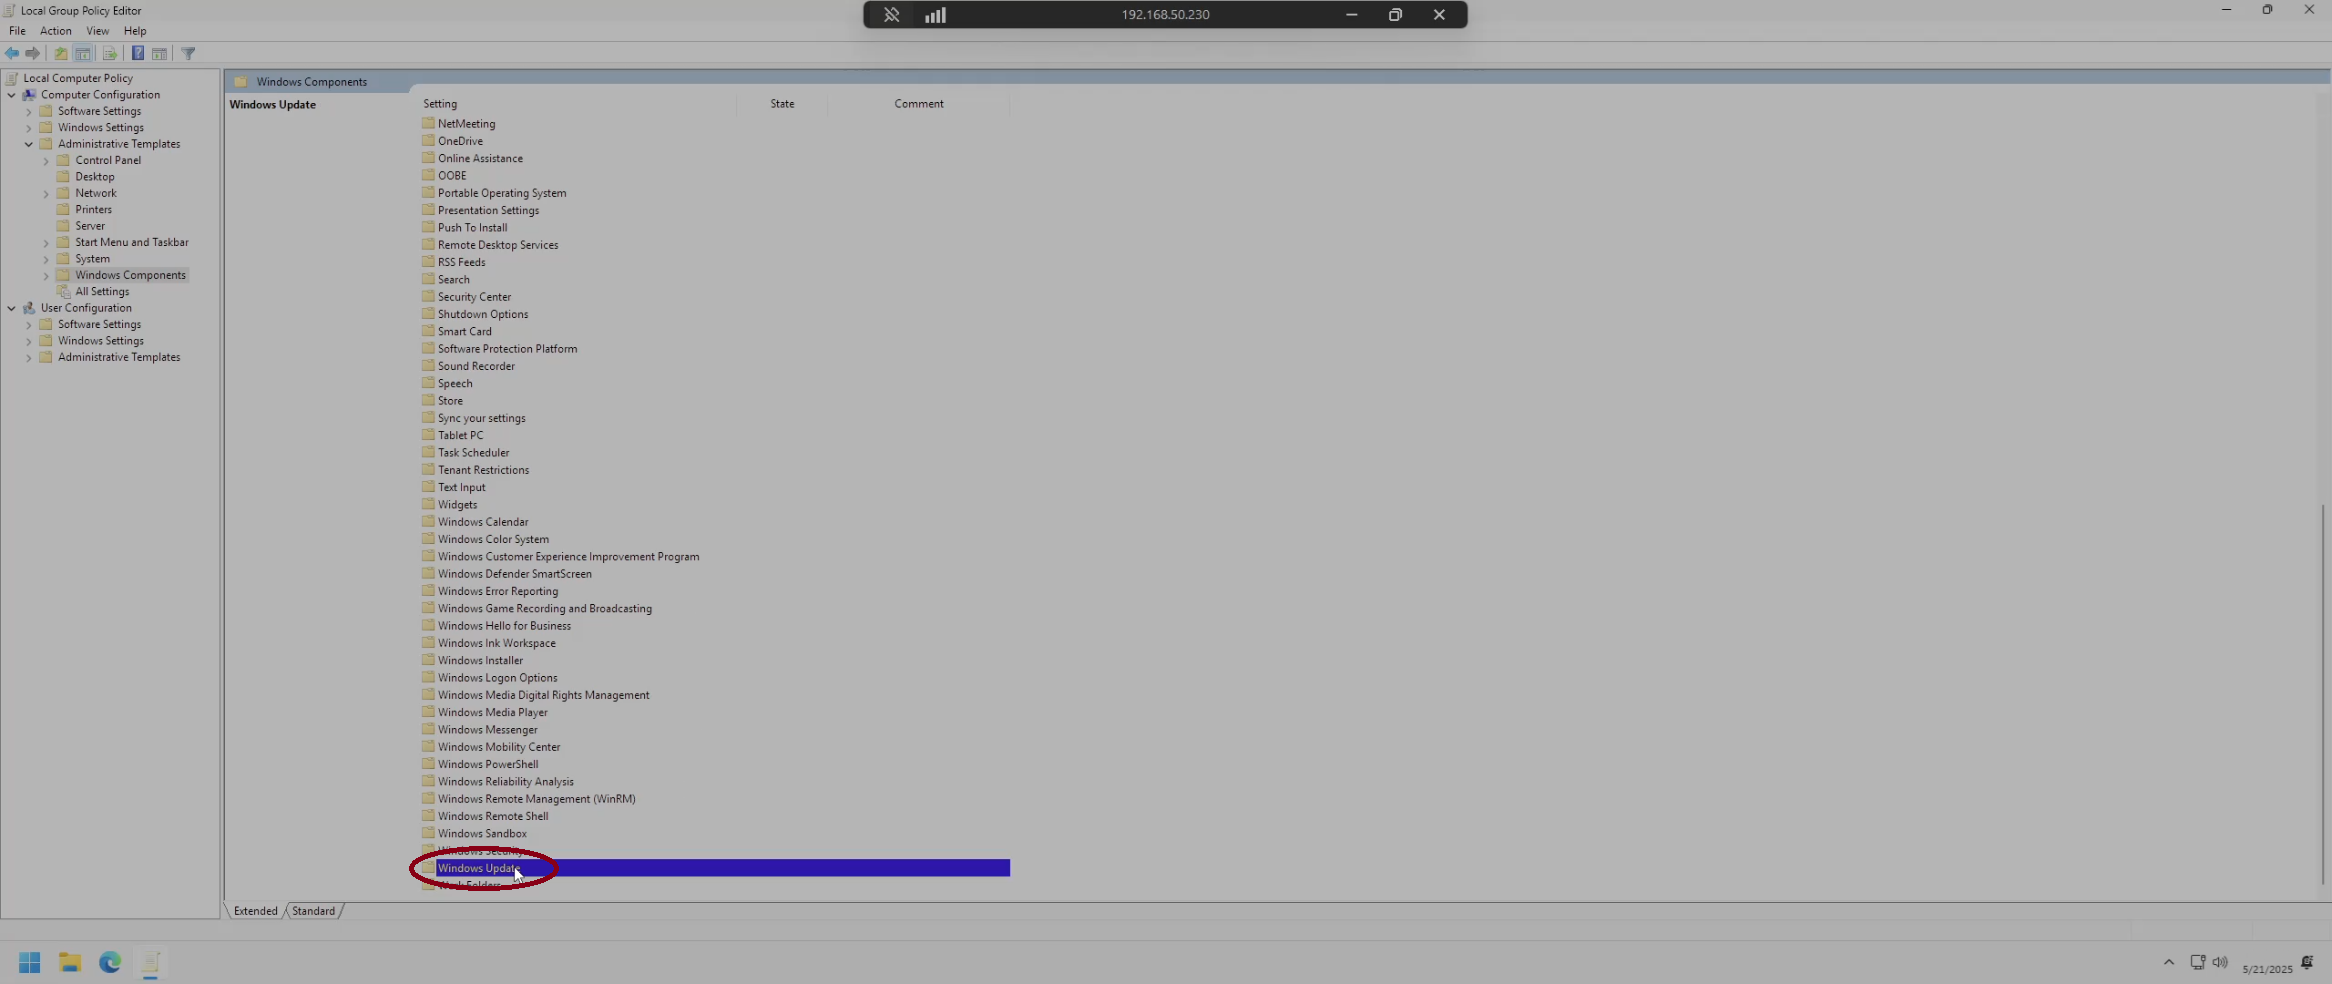 Local Group Policy Editor
192.168.50.230
File Action View Help
Local Computer Policy
Computer Configuration
Software Settings
Windows Settings
Administrative Templates
Control Panel
Desktop
Network
Printers
Server
Start Menu and Taskbar
System
Windows Components
All Settings
User Configuration
Software Settings
Windows Settings
Administrative Templates
Windows Components
Windows Update
Setting State Comment
NetMeeting
OneDrive
Online Assistance
OOBE
Portable Operating System
Presentation Settings
Push To Install
Remote Desktop Services
RSS Feeds
Search
Security Center
Shutdown Options
Smart Card
Software Protection Platform
Sound Recorder
Speech
Store
Sync your settings
Tablet PC
Task Scheduler
Tenant Restrictions
Text Input
Widgets
Windows Calendar
Windows Color System
Windows Customer Experience Improvement Program
Windows Defender SmartScreen
Windows Error Reporting
Windows Game Recording and Broadcasting
Windows Hello for Business
Windows Ink Workspace
Windows Installer
Windows Logon Options
Windows Media Digital Rights Management
Windows Media Player
Windows Messenger
Windows Mobility Center
Windows PowerShell
Windows Reliability Analysis
Windows Remote Management (WinRM)
Windows Remote Shell
Windows Sandbox
Windows Security
Windows Update
Work Folders
Extended Standard
5/21/2025